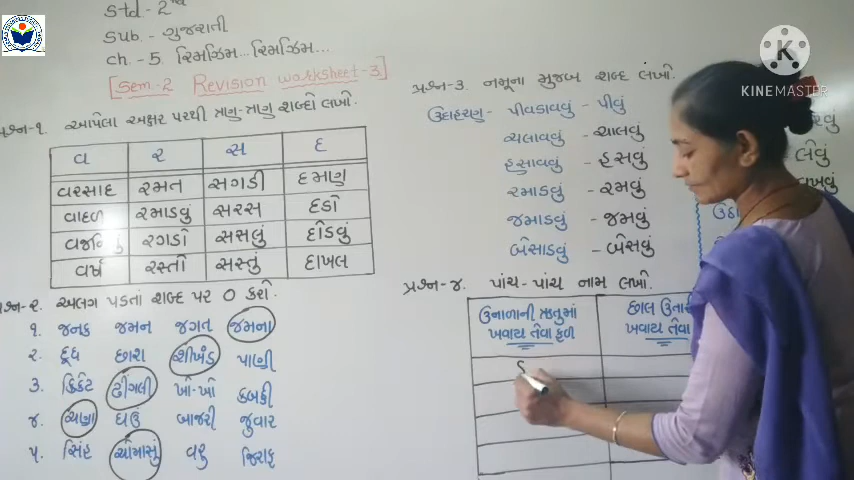 Std - 2nd
Sub. - ગુજરાતી
Ch. - 5. રિમઝિમ... રિમઝિમ...
[Sem-2 Revision worksheet-3]
પ્રશ્ન-૧. આપેલા અક્ષર પરથી ત્રણ-ત્રણ શબ્દો લખો.
વ ર સ દ
વરસાદ રમત સગડી દમાણ
વાદળ રમાડવું સરસ દડો
રગડો સસલું દોડવું
વર્ષ રસ્તો સસ્તું દાખલ
પ્રશ્ન-૨. અલગ પડતાં શબ્દ પર O કરો.
૧. જનક જમન જગત જમના
૨. દૂધ છાશ શીખંડ પાણી
૩. ક્રિકેટ ઢીંગલી ખો-ખો કબડ્ડી
૪. ચણા ઘઉં બાજરી જુવાર
૫. સિંહ ચોમાસું વરુ જિરાફ
પ્રશ્ન-૩. નમૂના મુજબ શબ્દ લખો.
ઉદાહરણ - પીવડાવવું - પીવું
ચલાવવું - ચાલવું
હસાવવું - હસવું
રમાડવું - રમવું
જમાડવું - જમવું
બેસાડવું - બેસવું
લેવું
પ્રશ્ન-૪. પાંચ-પાંચ નામ લખો.
ઉનાળાની ઋતુમાં
ખવાય તેવા ફળ
છાલ
ખવાય તેવા
KINEMASTER